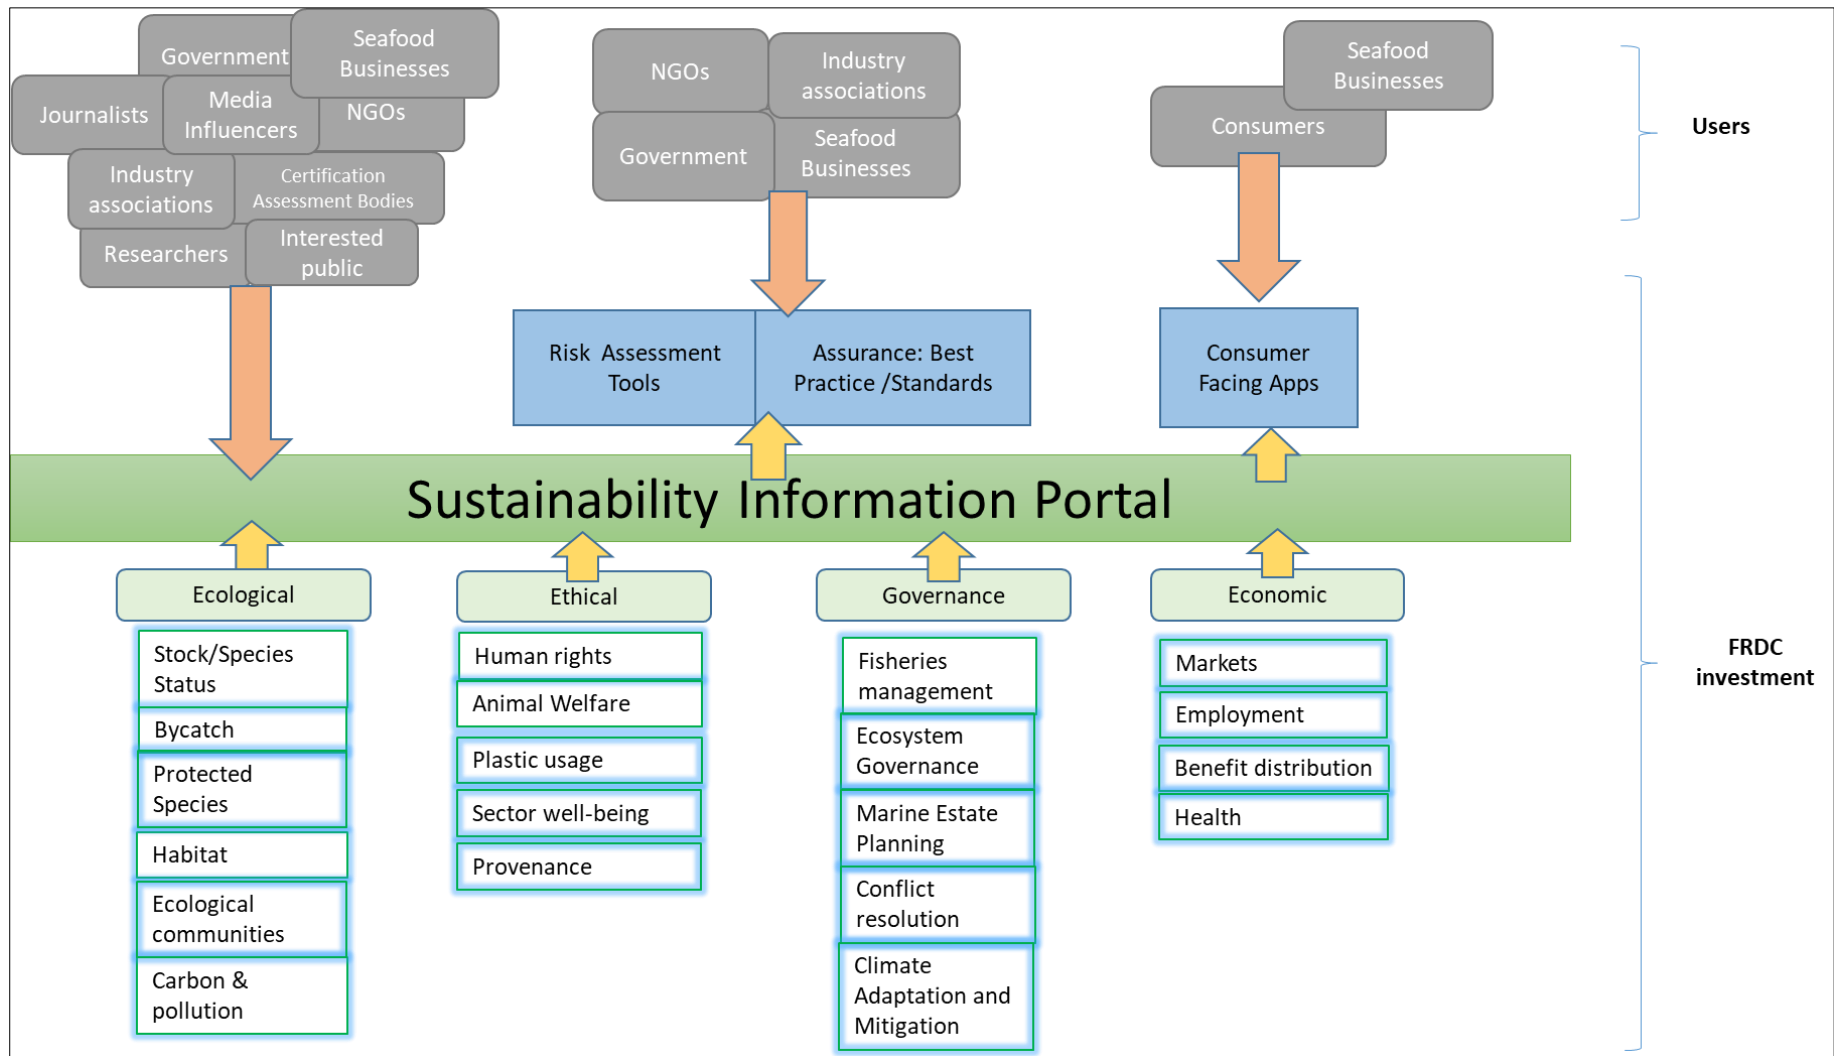 Government
Seafood
Businesses
Journalists
Media
Influencers
NGOs
Industry
associations
Certification
Assessment Bodies
Researchers
Interested
public
NGOs
Industry
associations
Government
Seafood
Businesses
Seafood
Businesses
Consumers
Users
Risk Assessment
Tools
Assurance: Best
Practice /Standards
Consumer
Facing Apps
Sustainability Information Portal
Ecological
Stock/Species
Status
Bycatch
Protected
Species
Habitat
Ecological
communities
Carbon &
pollution
Ethical
Human rights
Animal Welfare
Plastic usage
Sector well-being
Provenance
Governance
Fisheries
management
Ecosystem
Governance
Marine Estate
Planning
Conflict
resolution
Climate
Adaptation and
Mitigation
Economic
Markets
Employment
Benefit distribution
Health
FRDC
investment